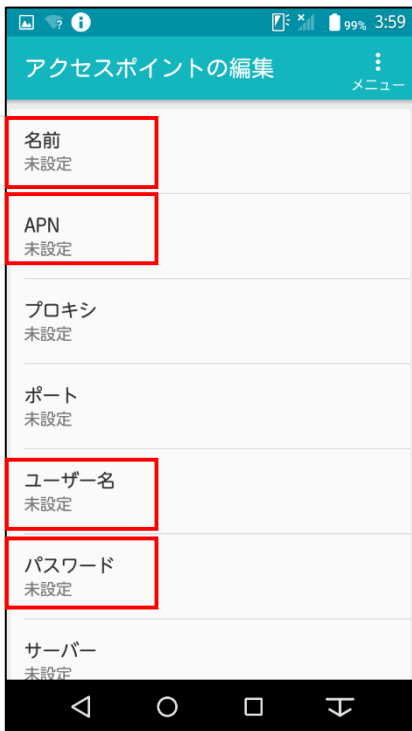 99% 3:59
アクセスポイントの編集
メニュー
名前
未設定
APN
未設定
プロキシ
未設定
ポート
未設定
ユーザー名
未設定
パスワード
未設定
サーバー
未設定